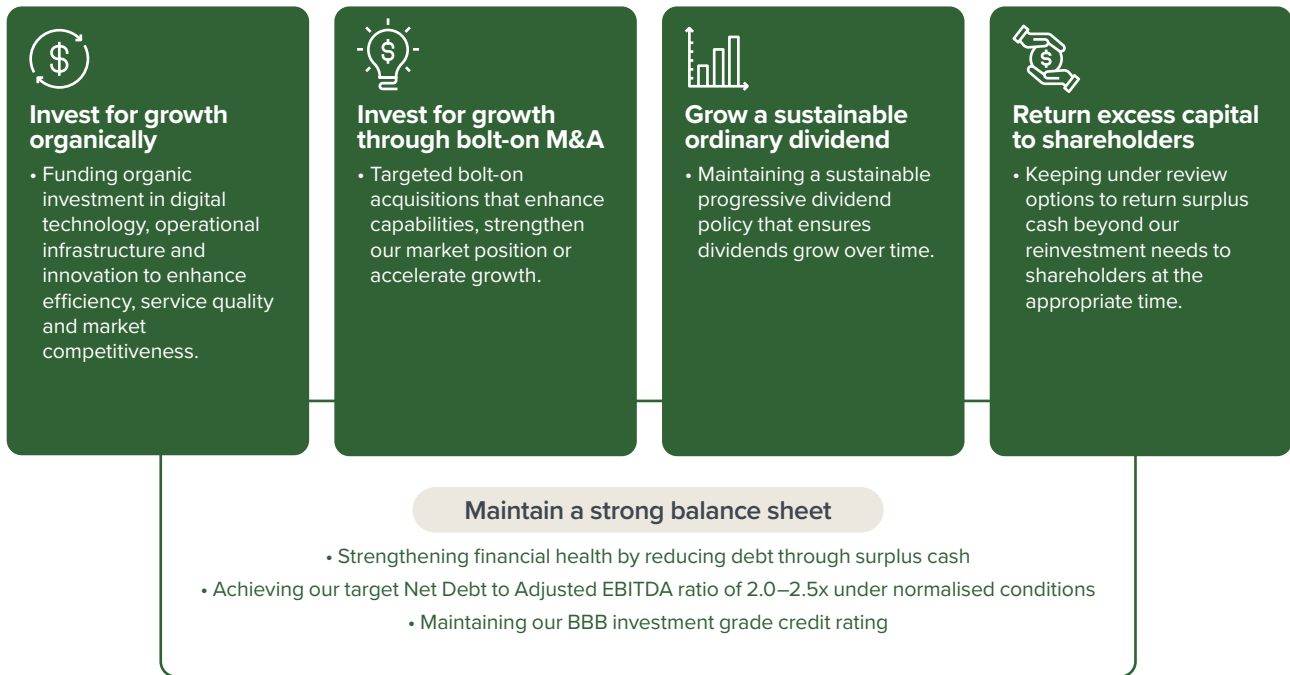 $
Invest for growth
organically
• Funding organic
investment in digital
technology, operational
infrastructure and
innovation to enhance
efficiency, service quality
and market
competitiveness.
$
Invest for growth
through bolt-on M&A
• Targeted bolt-on
acquisitions that enhance
capabilities, strengthen
our market position or
accelerate growth.
Grow a sustainable
ordinary dividend
• Maintaining a sustainable
progressive dividend
policy that ensures
dividends grow over time.
$
Return excess capital
to shareholders
• Keeping under review
options to return surplus
cash beyond our
reinvestment needs to
shareholders at the
appropriate time.
Maintain a strong balance sheet
• Strengthening financial health by reducing debt through surplus cash
• Achieving our target Net Debt to Adjusted EBITDA ratio of 2.0–2.5x under normalised conditions
• Maintaining our BBB investment grade credit rating